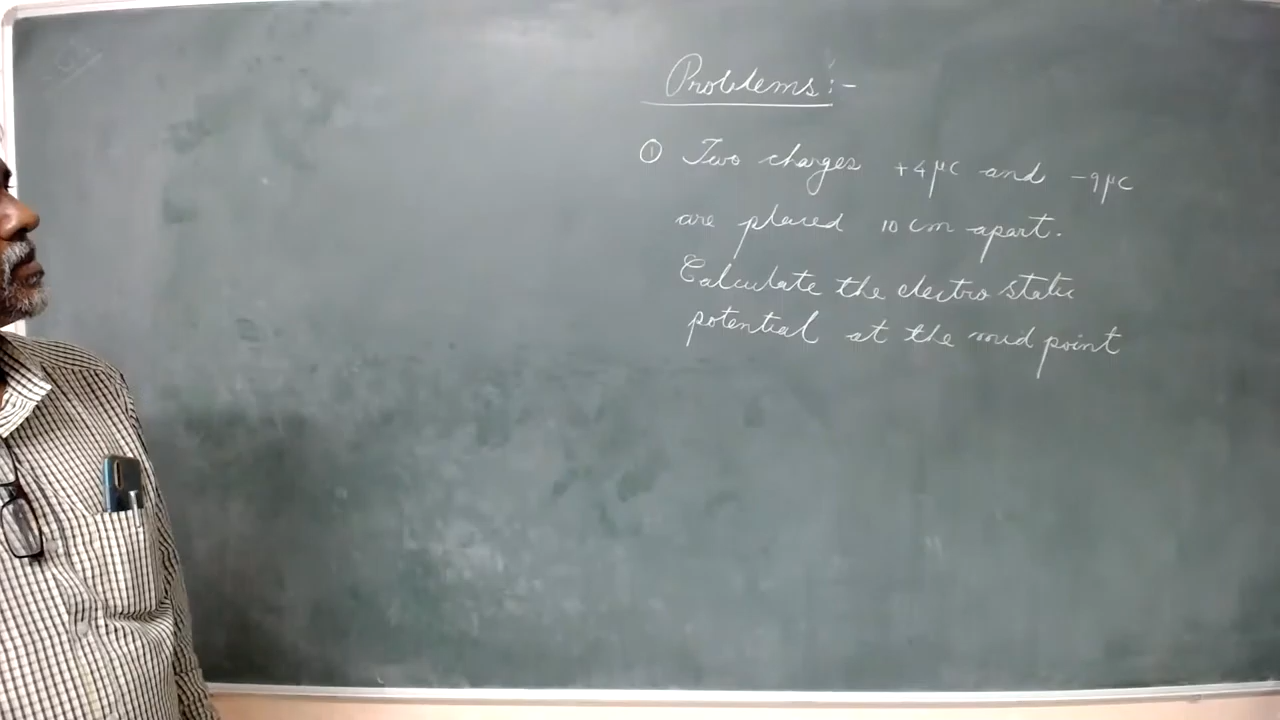 Problems:-
① Two charges +4μc and -9μc
are placed 10 cm apart.
Calculate the electro static
potential at the mid point